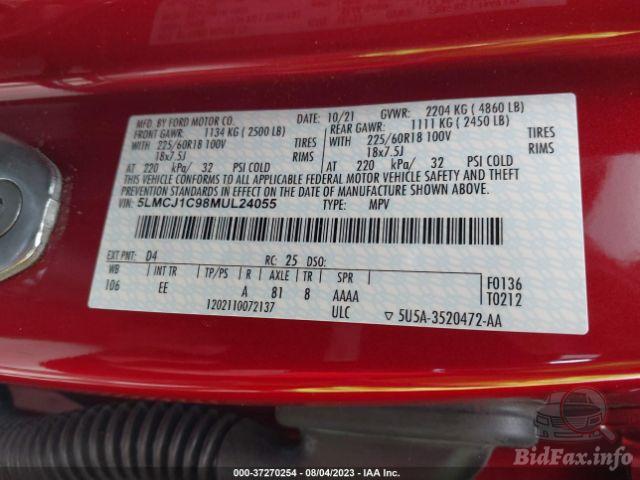 MFD. BY FORD MOTOR CO.
DATE: 10/21 GVWR: 2204 KG ( 4860 LB)
FRONT GAWR: 1134 KG ( 2500 LB)
REAR GAWR: 1111 KG ( 2450 LB)
WITH 225/60R18 100V TIRES
WITH 225/60R18 100V TIRES
18x7.5J RIMS
18x7.5J RIMS
AT 220 kPa/ 32 PSI COLD
AT 220 kPa/ 32 PSI COLD
THIS VEHICLE CONFORMS TO ALL APPLICABLE FEDERAL MOTOR VEHICLE SAFETY AND THEFT
PREVENTION STANDARDS IN EFFECT ON THE DATE OF MANUFACTURE SHOWN ABOVE.
VIN: 5LMCJ1C98MUL24055 TYPE: MPV
EXT PNT: D4 RC: 25 DSO:
WB INT TR TP/PS R AXLE TR SPR
106 EE A 81 8 AAAA
F0136
T0212
1202110072137 ULC ▽ 5U5A-3520472-AA
000-37270254 - 08/04/2023 - IAA Inc.
BidFax.info